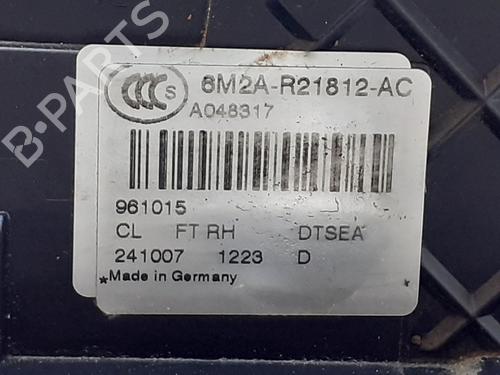 CCC S
6M2A-R21812-AC
A048317
961015
CL FT RH DTSEA
241007 1223 D
*Made in Germany *
B-Parts